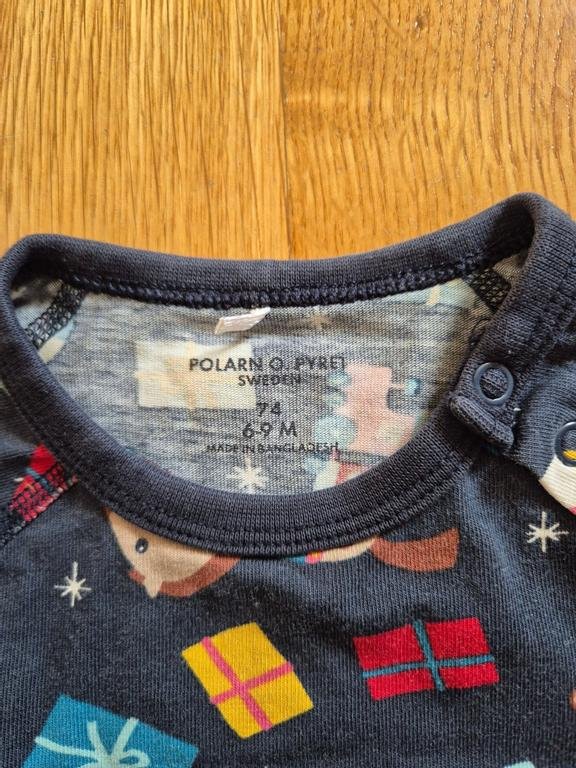 POLARN O. PYRET
SWEDEN
74
6-9 M
MADE IN BANGLADESH